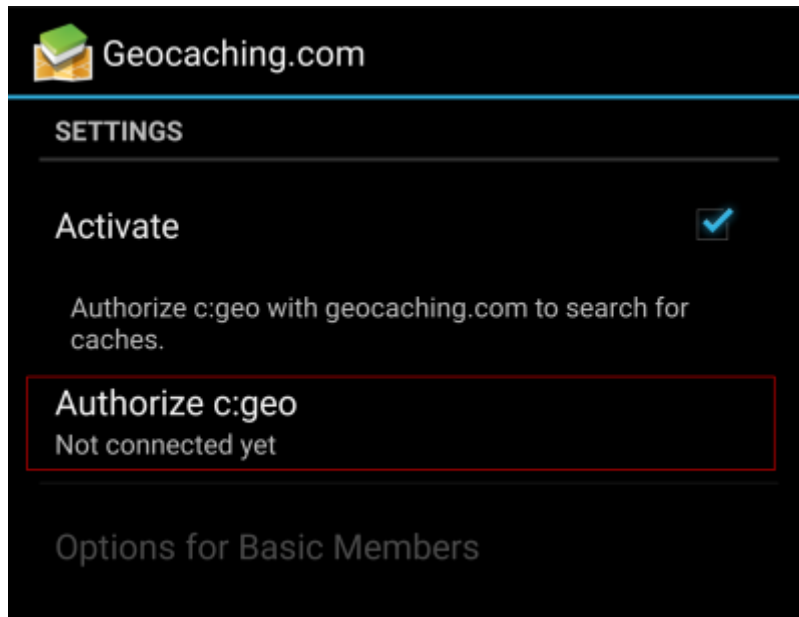 Geocaching.com
SETTINGS
Activate
Authorize c:geo with geocaching.com to search for
caches.
Authorize c:geo
Not connected yet
Options for Basic Members